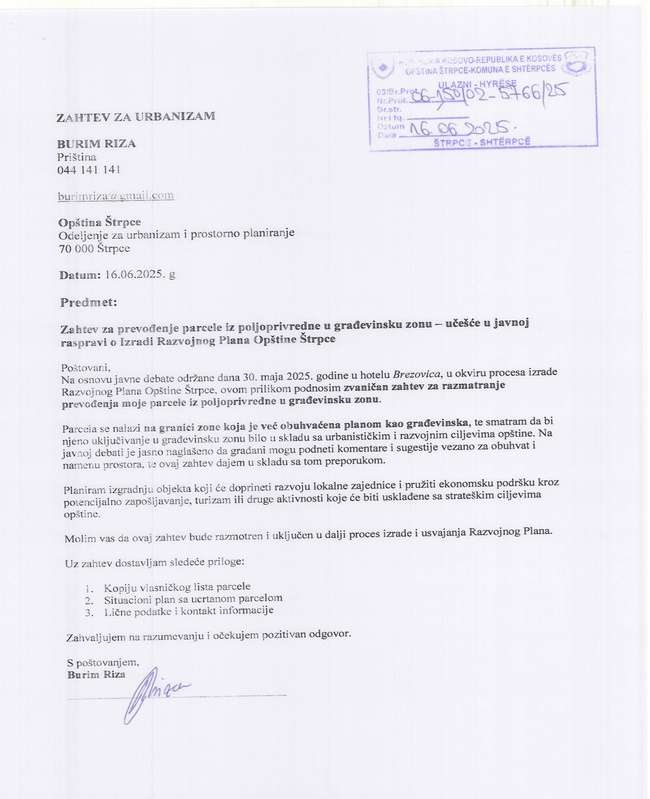 REPUBLIKA KOSOVO-REPUBLIKA E KOSOVËS
OPŠTINA ŠTRPCE-KOMUNA E SHTËRPCËS
ULAZNI - HYRËSE
03/Br.Prot.
Nr.Prot. 06-150/02-5766/25
Br.str.
Nr.i fq.
Datum
Data 16.06.2025.
ŠTRPCE - SHTËRPCË
ZAHTEV ZA URBANIZAM
BURIM RIZA
Priština
044 141 141
burimriza@gmail.com
Opština Štrpce
Odeljenje za urbanizam i prostorno planiranje
70 000 Štrpce
Datum: 16.06.2025. g
Predmet:
Zahtev za prevođenje parcele iz poljoprivredne u građevinsku zonu – učešće u javnoj
raspravi o Izradi Razvojnog Plana Opštine Štrpce
Poštovani,
Na osnovu javne debate održane dana 30. maja 2025. godine u hotelu Brezovica, u okviru procesa izrade
Razvojnog Plana Opštine Štrpce, ovom prilikom podnosim zvaničan zahtev za razmatranje
prevođenja moje parcele iz poljoprivredne u građevinsku zonu.
Parcela se nalazi na granici zone koja je već obuhvaćena planom kao građevinska, te smatram da bi
njeno uključivanje u građevinsku zonu bilo u skladu sa urbanističkim i razvojnim ciljevima opštine. Na
javnoj debati je jasno naglašeno da građani mogu podneti komentare i sugestije vezano za obuhvat i
namenu prostora, te ovaj zahtev dajem u skladu sa tom preporukom.
Planiram izgradnju objekta koji će doprineti razvoju lokalne zajednice i pružiti ekonomsku podršku kroz
potencijalno zapošljavanje, turizam ili druge aktivnosti koje će biti usklađene sa strateškim ciljevima
opštine.
Molim vas da ovaj zahtev bude razmotren i uključen u dalji proces izrade i usvajanja Razvojnog Plana.
Uz zahtev dostavljam sledeće priloge:
1. Kopiju vlasničkog lista parcele
2. Situacioni plan sa ucrtanom parcelom
3. Lične podatke i kontakt informacije
Zahvaljujem na razumevanju i očekujem pozitivan odgovor.
S poštovanjem,
Burim Riza